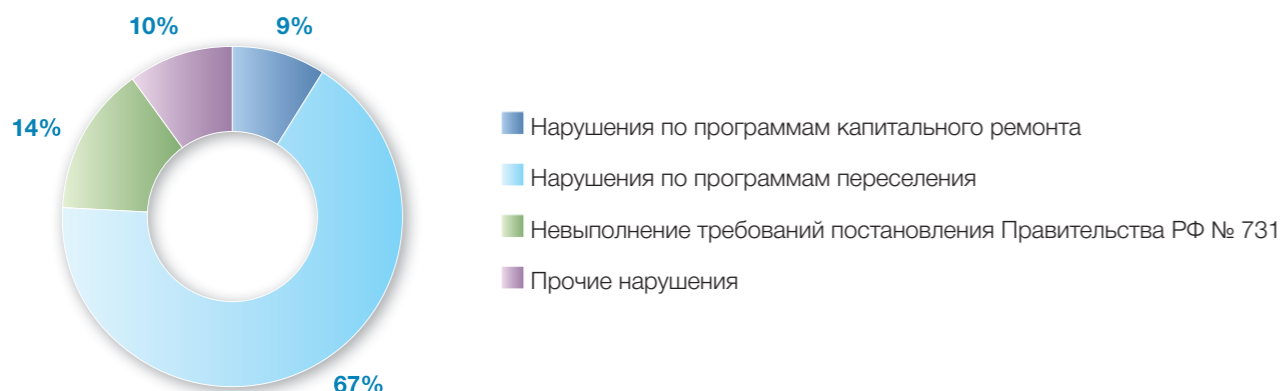 10%
9%
14%
67%
Нарушения по программам капитального ремонта
Нарушения по программам переселения
Невыполнение требований постановления Правительства РФ № 731
Прочие нарушения